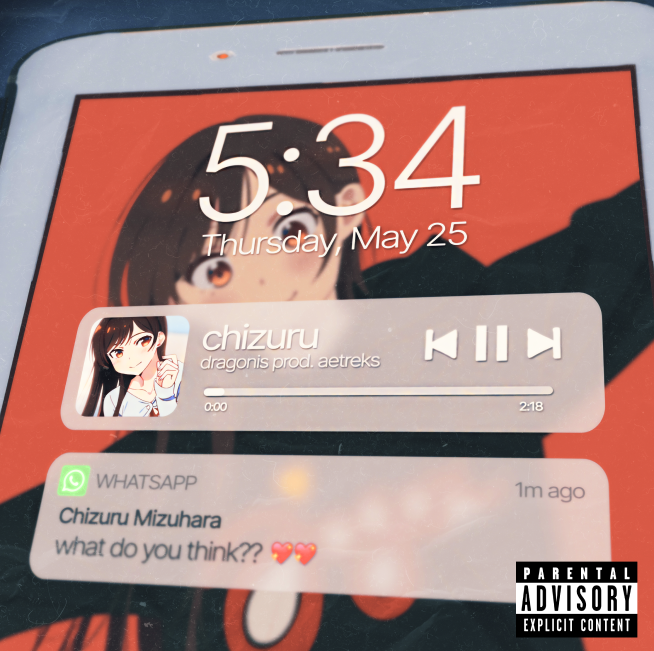 5:34
Thursday, May 25
chizuru
dragonis prod. aetreks
0:00
2:18
WHATSAPP
1m ago
Chizuru Mizuhara
what do you think?? 💖💖
PARENTAL
ADVISORY
EXPLICIT CONTENT